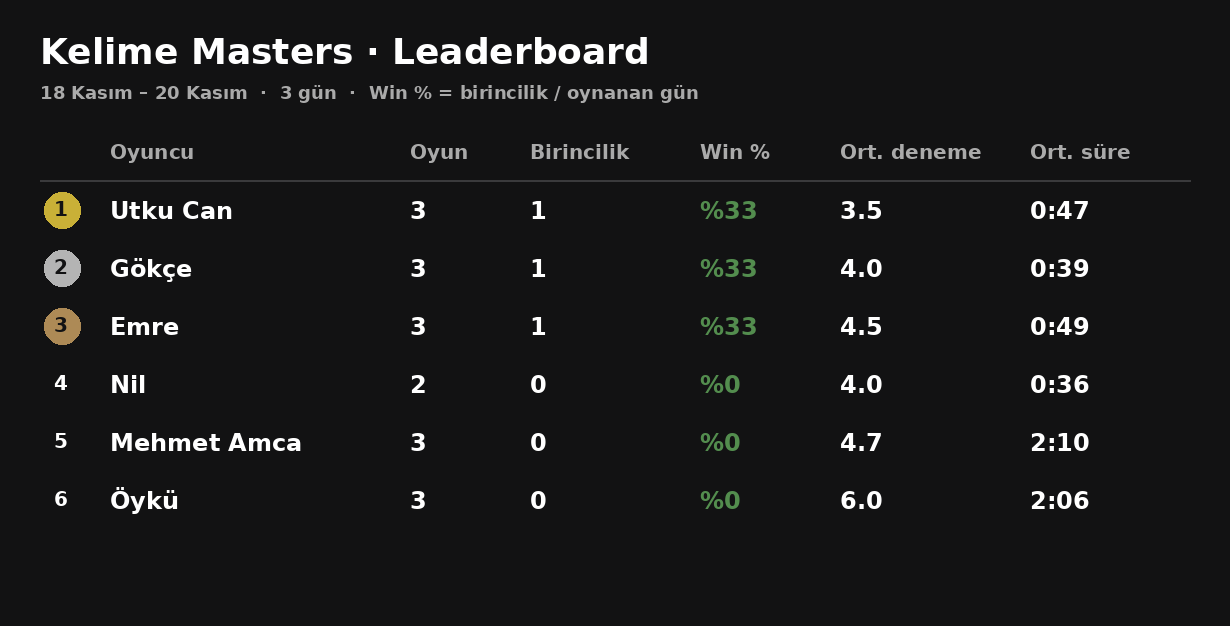 Kelime Masters · Leaderboard
18 Kasım – 20 Kasım · 3 gün · Win % = birincilik / oynanan gün
Oyuncu Oyun Birincilik Win % Ort. deneme Ort. süre
1 Utku Can 3 1 %33 3.5 0:47
2 Gökçe 3 1 %33 4.0 0:39
3 Emre 3 1 %33 4.5 0:49
4 Nil 2 0 %0 4.0 0:36
5 Mehmet Amca 3 0 %0 4.7 2:10
6 Öykü 3 0 %0 6.0 2:06